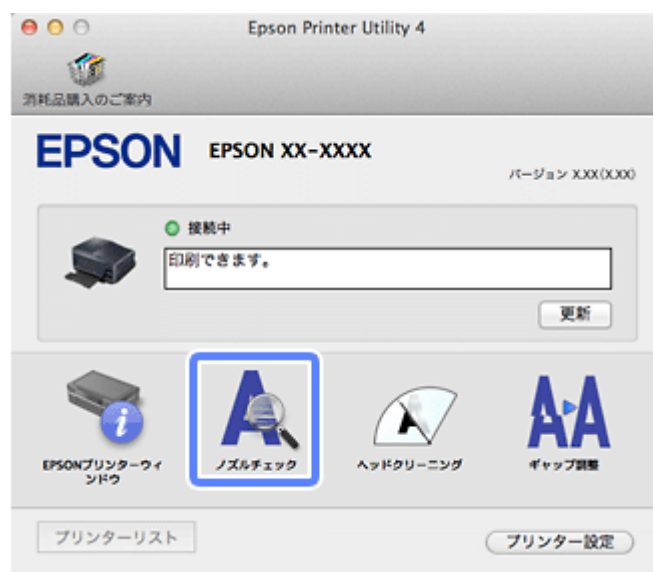 Epson Printer Utility 4
消耗品購入のご案内
EPSON EPSON XX-XXXX
バージョン X.XX(X.XX)
接続中
印刷できます。
更新
EPSONプリンターウィ
ンドウ
ノズルチェック
ヘッドクリーニング
ギャップ調整
プリンターリスト
プリンター設定